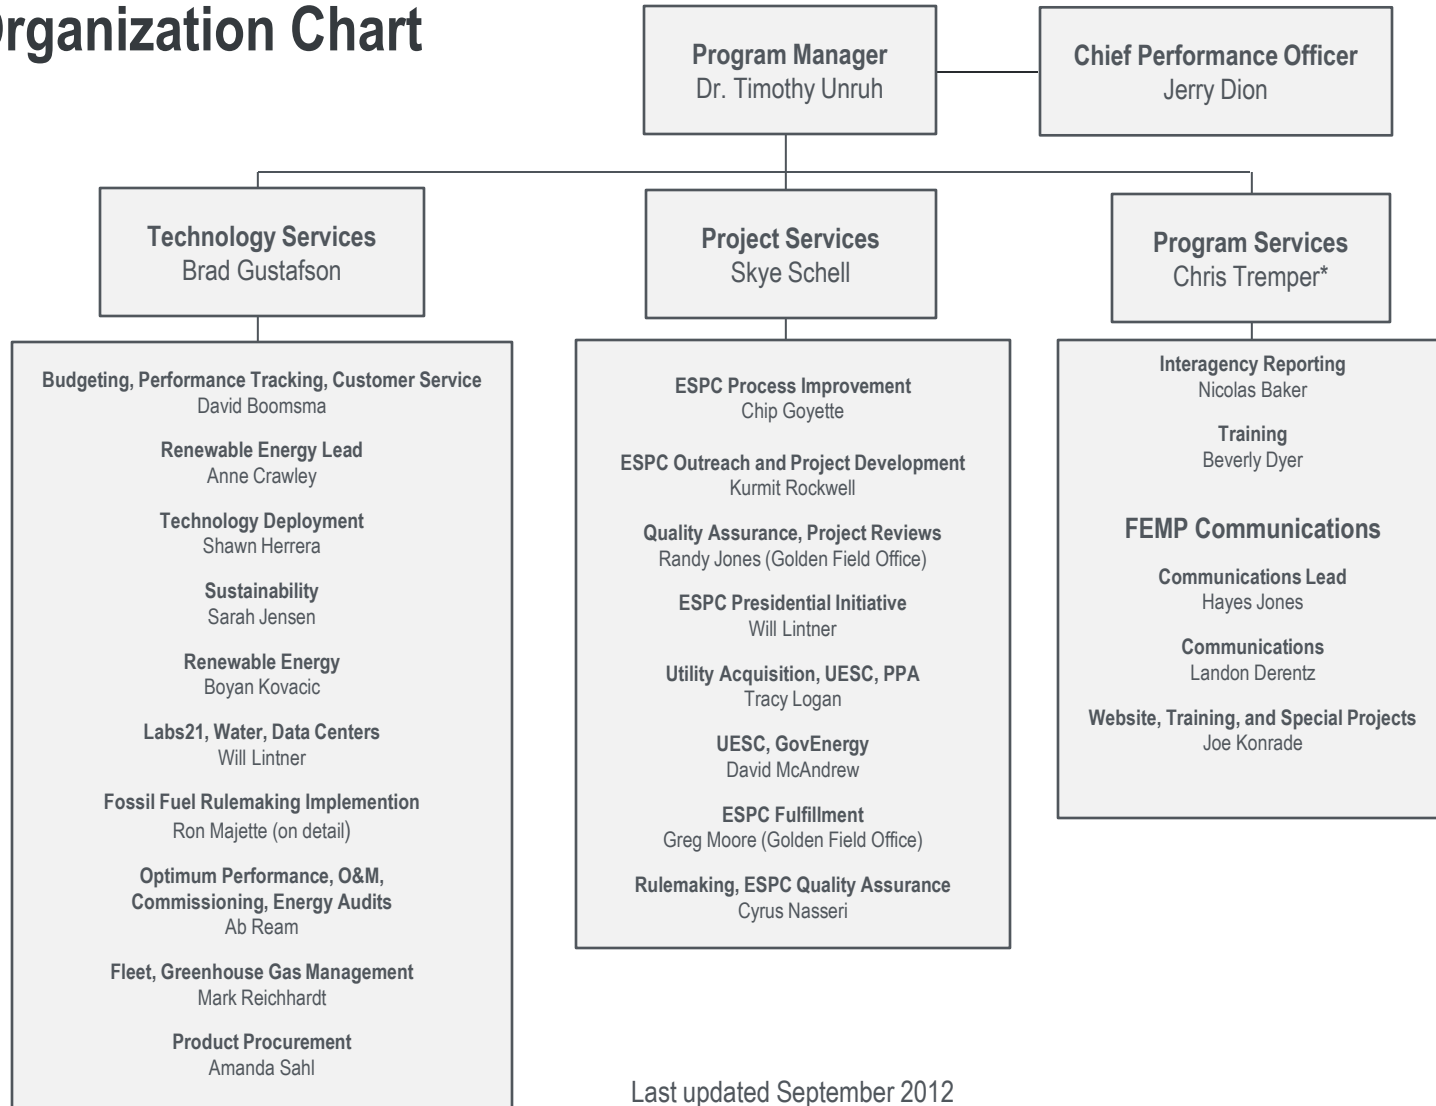 Organization Chart
Program Manager
Dr. Timothy Unruh
Chief Performance Officer
Jerry Dion
Technology Services
Brad Gustafson
Project Services
Skye Schell
Program Services
Chris Tremper*
Budgeting, Performance Tracking, Customer Service
David Boomsma
Renewable Energy Lead
Anne Crawley
Technology Deployment
Shawn Herrera
Sustainability
Sarah Jensen
Renewable Energy
Boyan Kovacic
Labs21, Water, Data Centers
Will Lintner
Fossil Fuel Rulemaking Implemention
Ron Majette (on detail)
Optimum Performance, O&M,
Commissioning, Energy Audits
Ab Ream
Fleet, Greenhouse Gas Management
Mark Reichhardt
Product Procurement
Amanda Sahl
ESPC Process Improvement
Chip Goyette
ESPC Outreach and Project Development
Kurmit Rockwell
Quality Assurance, Project Reviews
Randy Jones (Golden Field Office)
ESPC Presidential Initiative
Will Lintner
Utility Acquisition, UESC, PPA
Tracy Logan
UESC, GovEnergy
David McAndrew
ESPC Fulfillment
Greg Moore (Golden Field Office)
Rulemaking, ESPC Quality Assurance
Cyrus Nasseri
Interagency Reporting
Nicolas Baker
Training
Beverly Dyer
FEMP Communications
Communications Lead
Hayes Jones
Communications
Landon Derentz
Website, Training, and Special Projects
Joe Konrade
Last updated September 2012